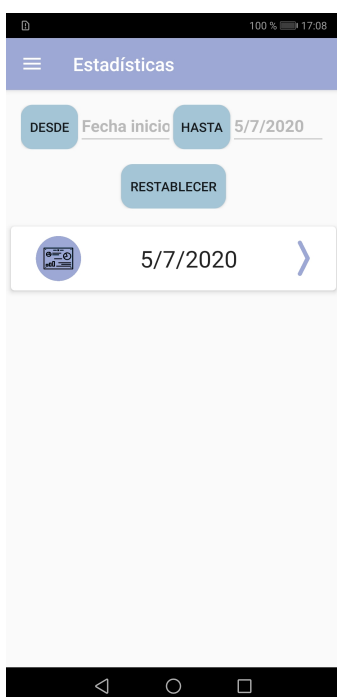 100 % 17:08
Estadísticas
DESDE Fecha inicio HASTA 5/7/2020
RESTABLECER
5/7/2020